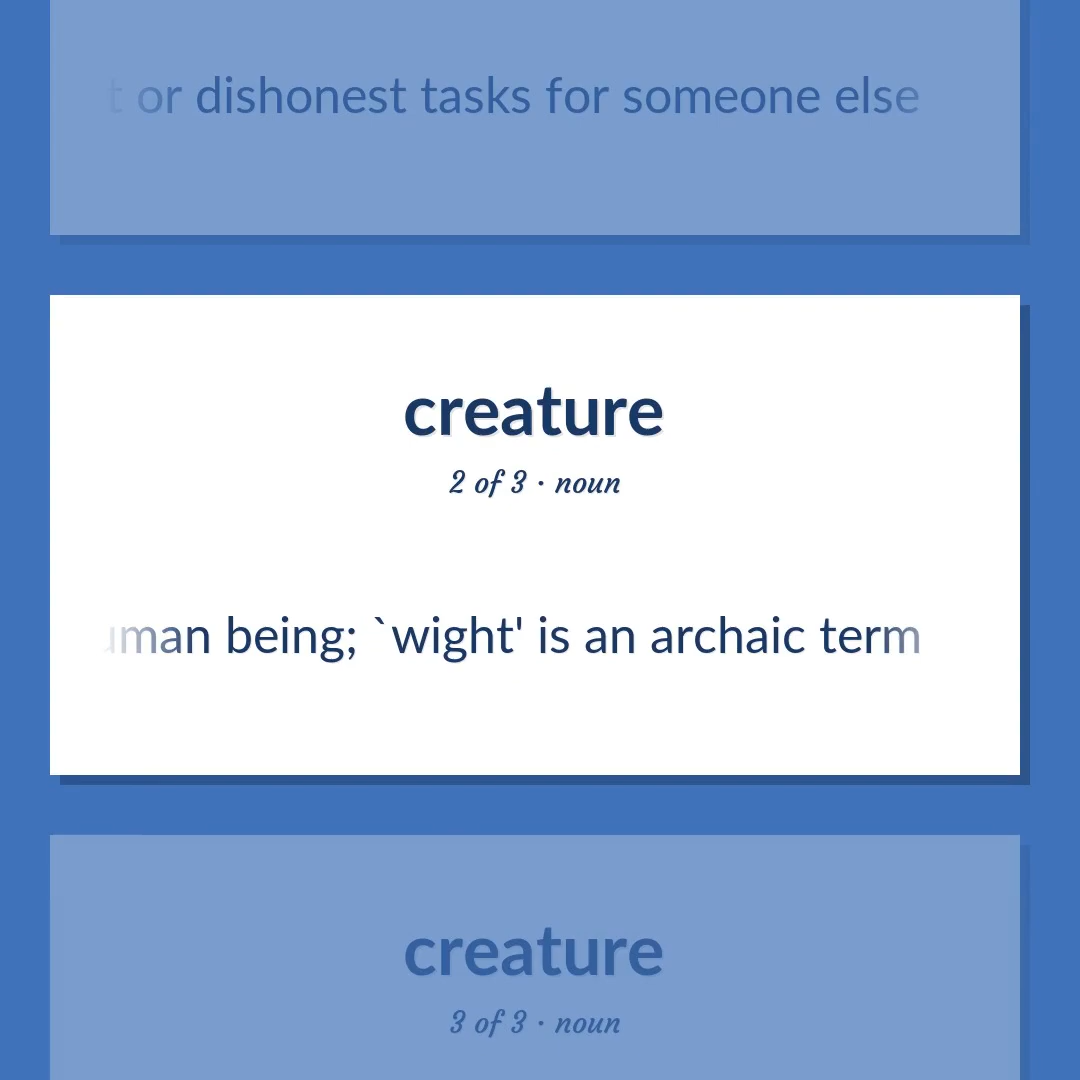 t or dishonest tasks for someone else
creature
2 of 3 · noun
uman being; `wight' is an archaic term
creature
3 of 3 · noun